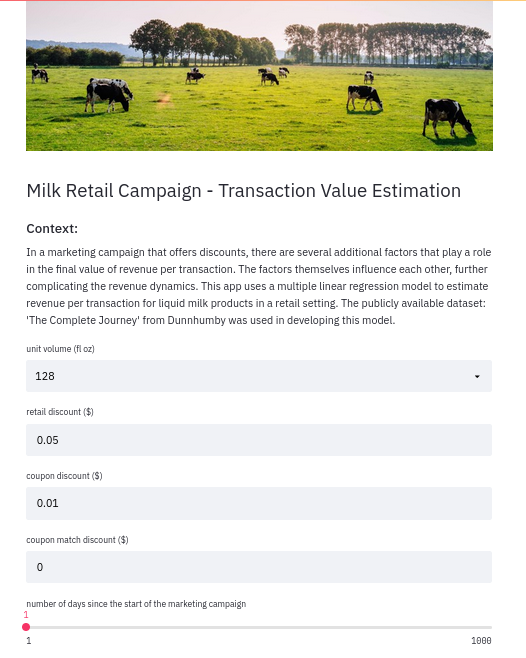 Milk Retail Campaign - Transaction Value Estimation
Context:
In a marketing campaign that offers discounts, there are several additional factors that play a role
in the final value of revenue per transaction. The factors themselves influence each other, further
complicating the revenue dynamics. This app uses a multiple linear regression model to estimate
revenue per transaction for liquid milk products in a retail setting. The publicly available dataset:
'The Complete Journey' from Dunnhumby was used in developing this model.
unit volume (fl oz)
128
retail discount ($)
0.05
coupon discount ($)
0.01
coupon match discount ($)
0
number of days since the start of the marketing campaign
1
1 1000